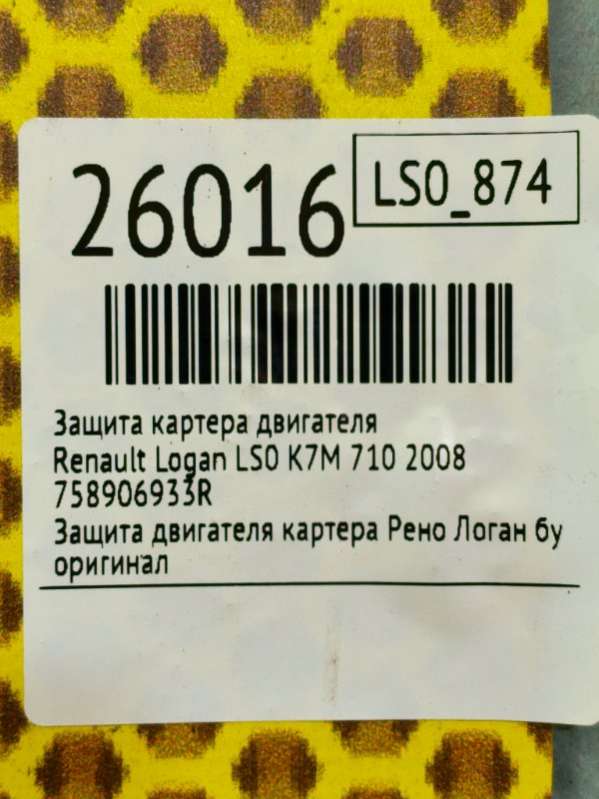 26016
LS0_874
Защита картера двигателя
Renault Logan LS0 K7M 710 2008
758906933R
Защита двигателя картера Рено Логан бу
оригинал